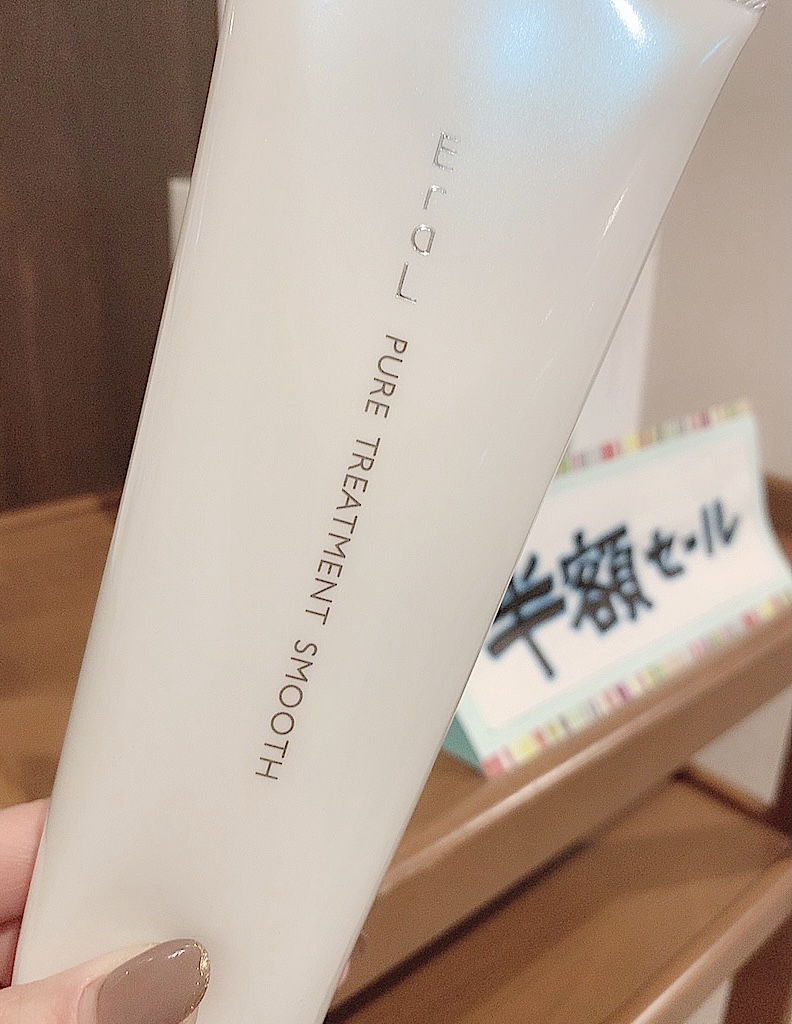 Eral
PURE TREATMENT SMOOTH
半額セール